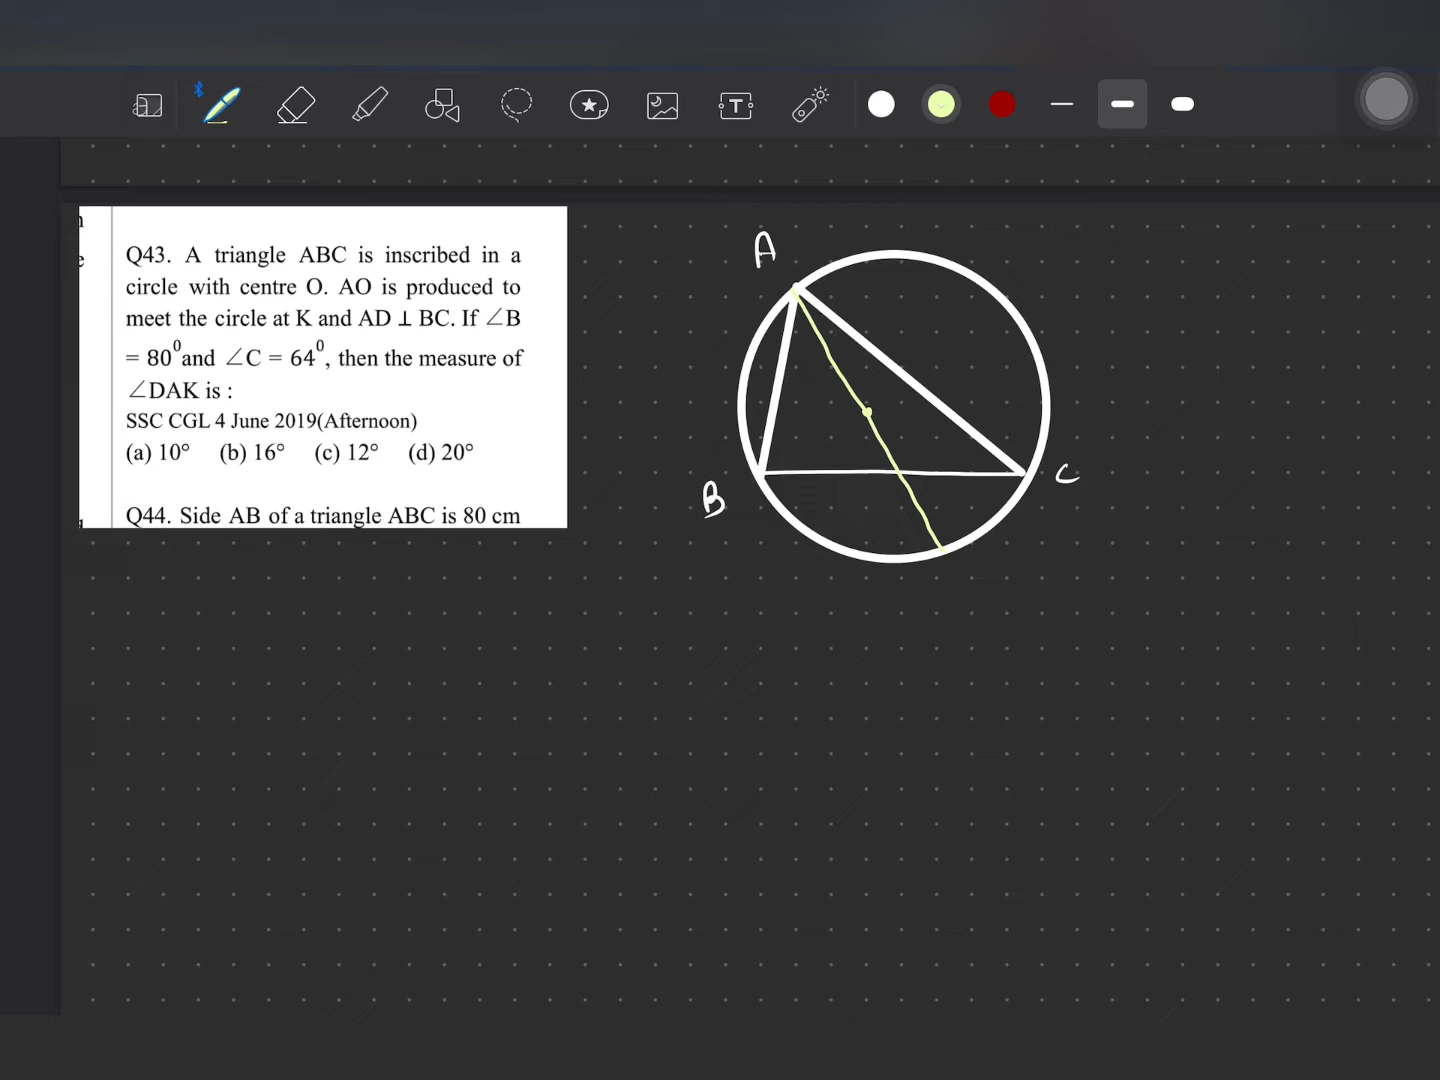 Q43. A triangle ABC is inscribed in a
circle with centre O. AO is produced to
meet the circle at K and AD ⊥ BC. If ∠B
= 80⁰and ∠C = 64⁰, then the measure of
∠DAK is :
SSC CGL 4 June 2019(Afternoon)
(a) 10° (b) 16° (c) 12° (d) 20°
Q44. Side AB of a triangle ABC is 80 cm
A
B
C